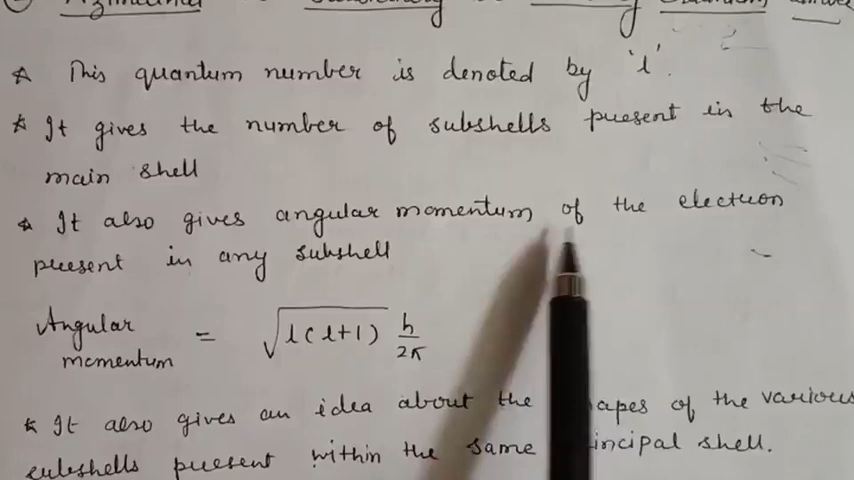 ★ This quantum number is denoted by 'l'.
★ It gives the number of subshells present in the
main shell
★ It also gives angular momentum of the electron
present in any subshell
Angular
momentum = √l(l+1) h/2π
★ It also gives an idea about the apes of the various
subshells present within the same incipal shell.